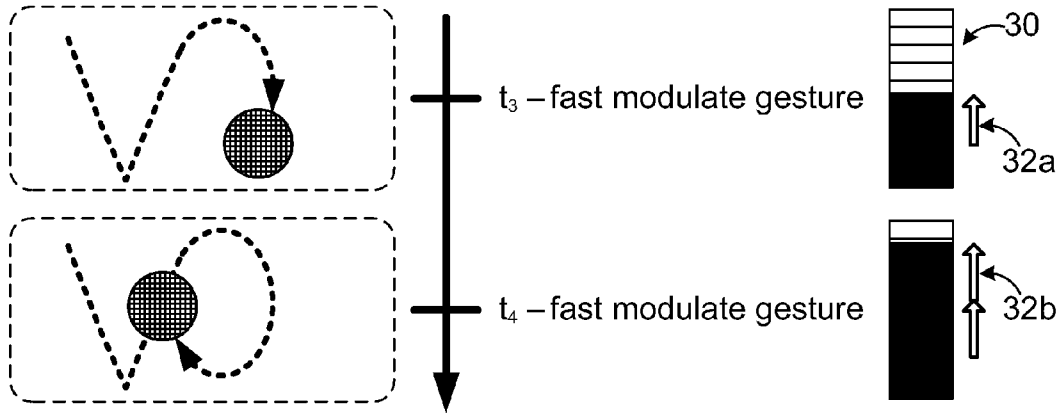 30
t₃ – fast modulate gesture
32a
t₄ – fast modulate gesture
32b